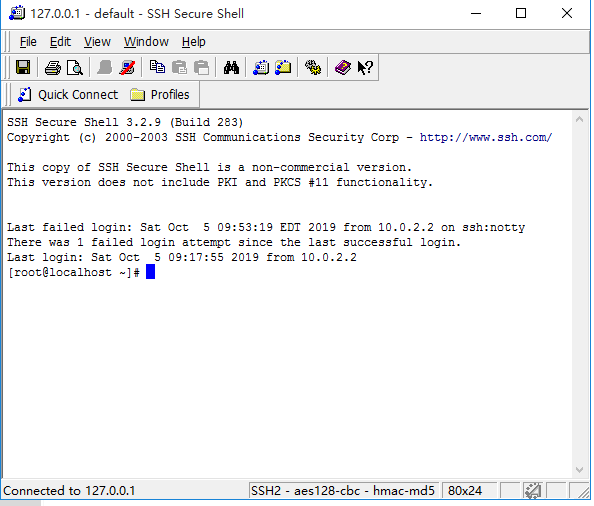 127.0.0.1 - default - SSH Secure Shell
File Edit View Window Help
Quick Connect Profiles
SSH Secure Shell 3.2.9 (Build 283)
Copyright (c) 2000-2003 SSH Communications Security Corp - http://www.ssh.com/
This copy of SSH Secure Shell is a non-commercial version.
This version does not include PKI and PKCS #11 functionality.
Last failed login: Sat Oct  5 09:53:19 EDT 2019 from 10.0.2.2 on ssh:notty
There was 1 failed login attempt since the last successful login.
Last login: Sat Oct  5 09:17:55 2019 from 10.0.2.2
[root@localhost ~]#
Connected to 127.0.0.1 SSH2 - aes128-cbc - hmac-md5 80x24